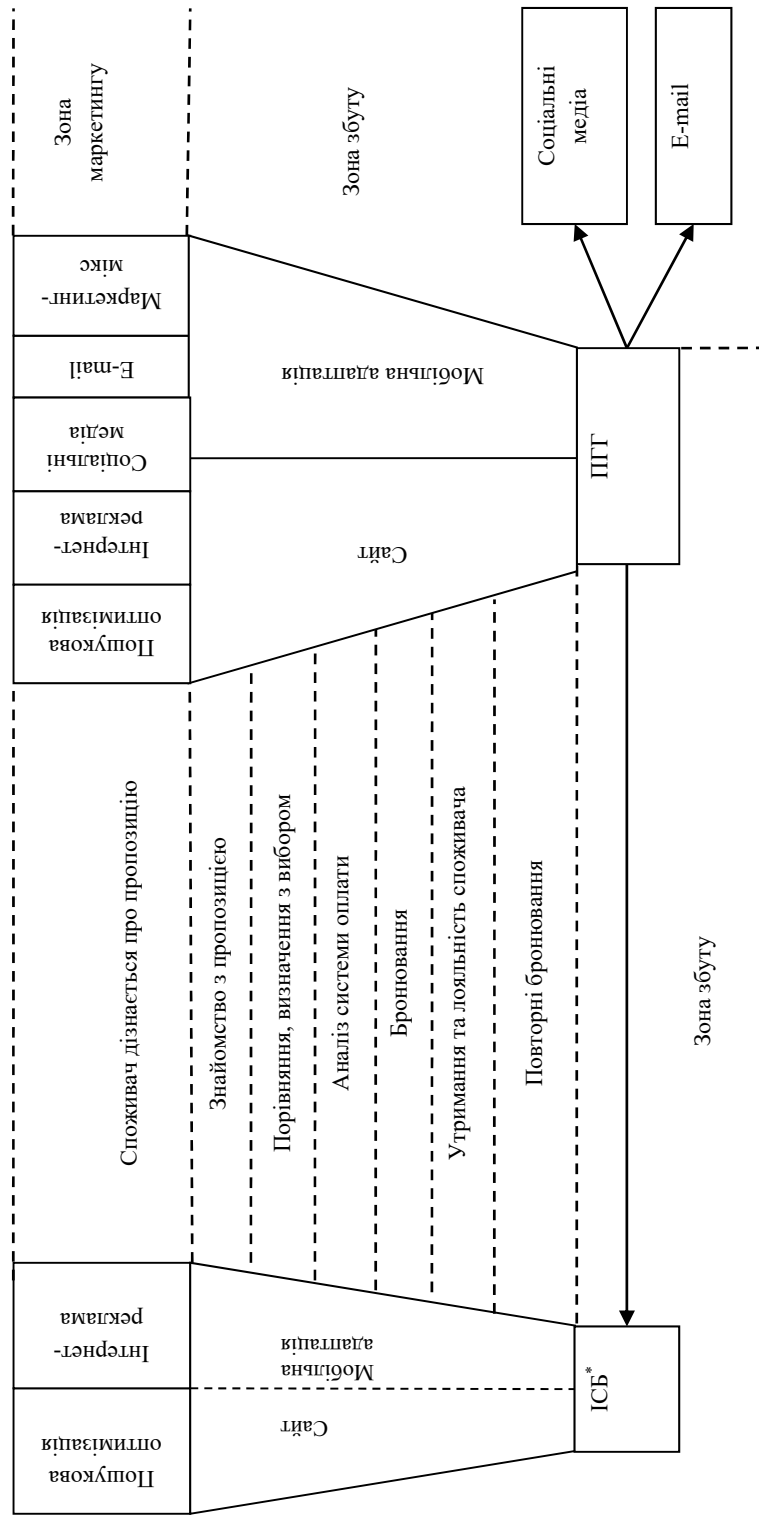 Пошукова
оптимізація
Інтернет-
реклама
Споживач дізнається про пропозицію
Пошукова
оптимізація
Інтернет-
реклама
Соціальні
медіа
E-mail
Маркетинг-
мікс
Зона
маркетингу
Сайт
Мобільна
адаптація
Знайомство з пропозицією
Порівняння, визначення з вибором
Аналіз системи оплати
Бронювання
Утримання та лояльність споживача
Повторні бронювання
Сайт
Мобільна адаптація
Зона збуту
ІСБ*
ПГГ
Соціальні
медіа
E-mail
Зона збуту